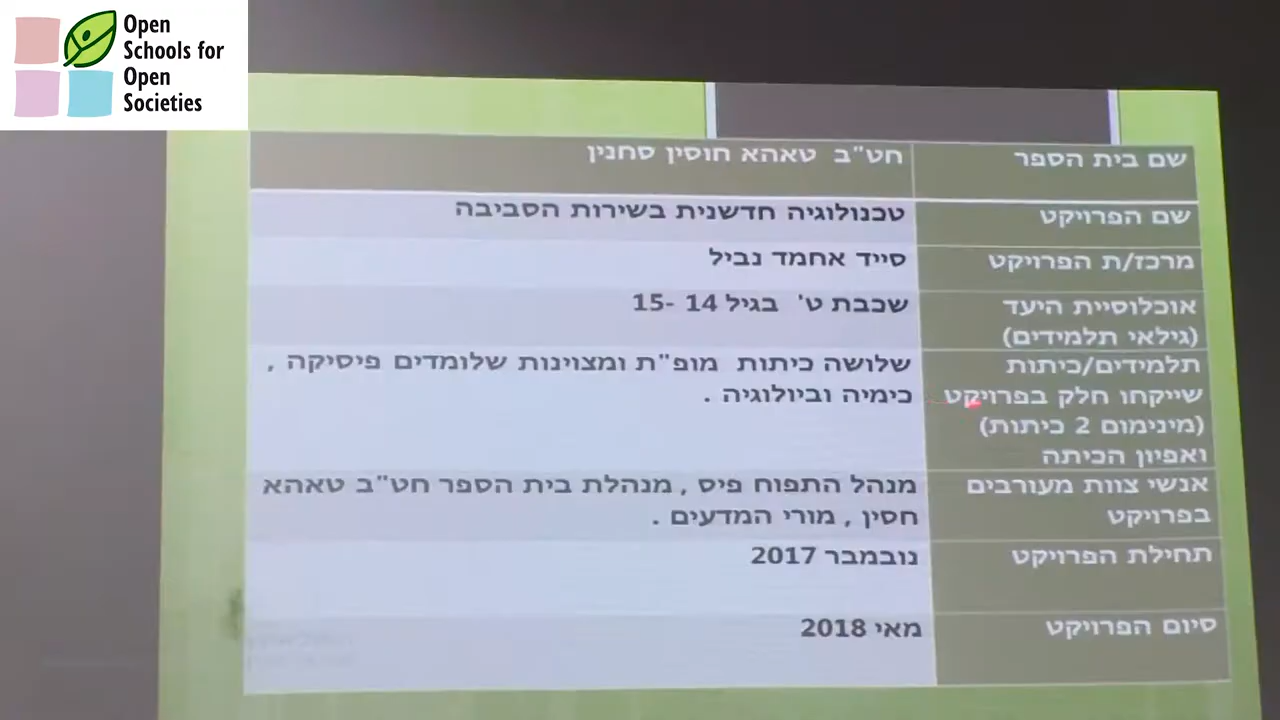 Open
Schools for
Open
Societies
שם בית הספר
חט"ב טאהא חוסין סחנין
שם הפרויקט
טכנולוגיה חדשנית בשירות הסביבה
מרכז/ת הפרויקט
סייד אחמד נביל
אוכלוסיית היעד
(גילאי תלמידים)
שכבת ט' בגיל 14 -15
תלמידים/כיתות
שייקחו חלק בפרויקט
(מינימום 2 כיתות)
ואפיון הכיתה
שלושה כיתות מופ"ת ומצוינות שלומדים פיסיקה ,
כימיה וביולוגיה .
אנשי צוות מעורבים
בפרויקט
מנהל התפוח פיס , מנהלת בית הספר חט"ב טאהא
חסין , מורי המדעים .
תחילת הפרויקט
נובמבר 2017
סיום הפרויקט
מאי 2018